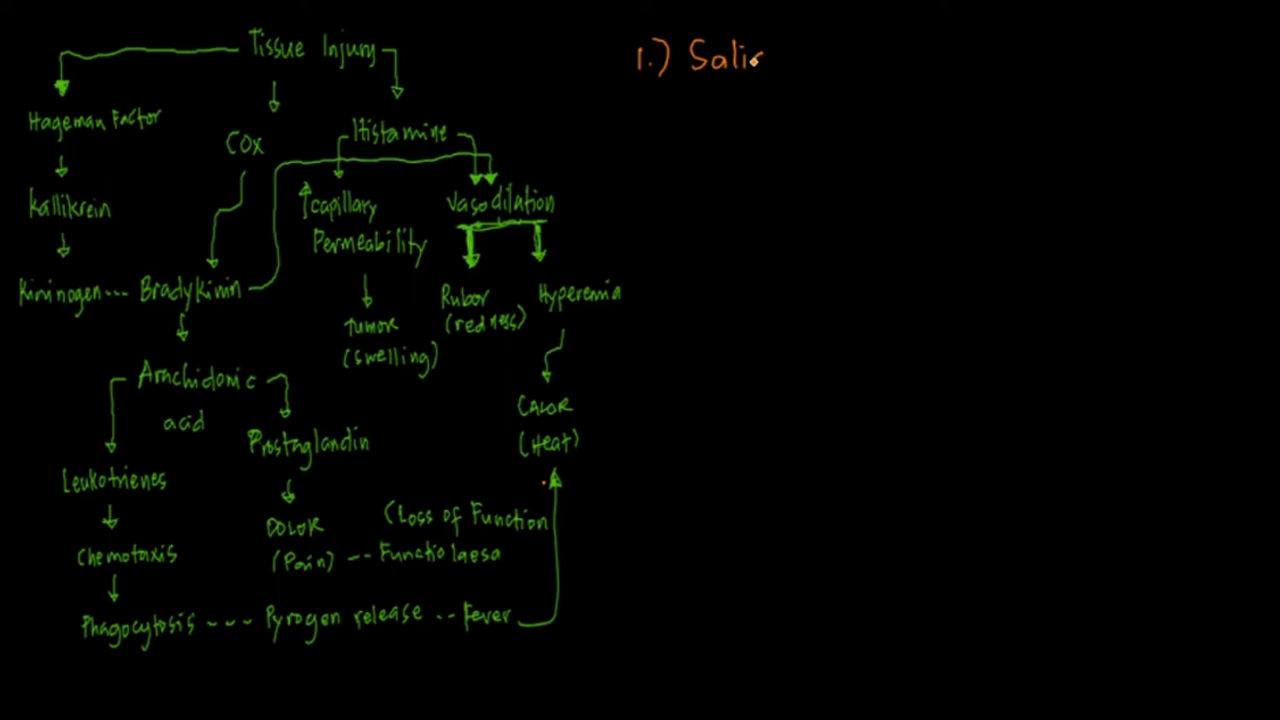 Tissue Injury
1.) Salic
Hageman Factor
COX
Histamine
Kallikrein
↑capillary
Permeability
Vasodilation
Kininogen --- Bradykinin
Rubor
(redness)
Hyperemia
tumor
(swelling)
Arachidonic
acid
CALOR
(Heat)
Prostaglandin
Leukotrienes
DOLOR
(Pain) --- Functio laesa
(Loss of Function
Chemotaxis
Phagocytosis --- Pyrogen release -- Fever